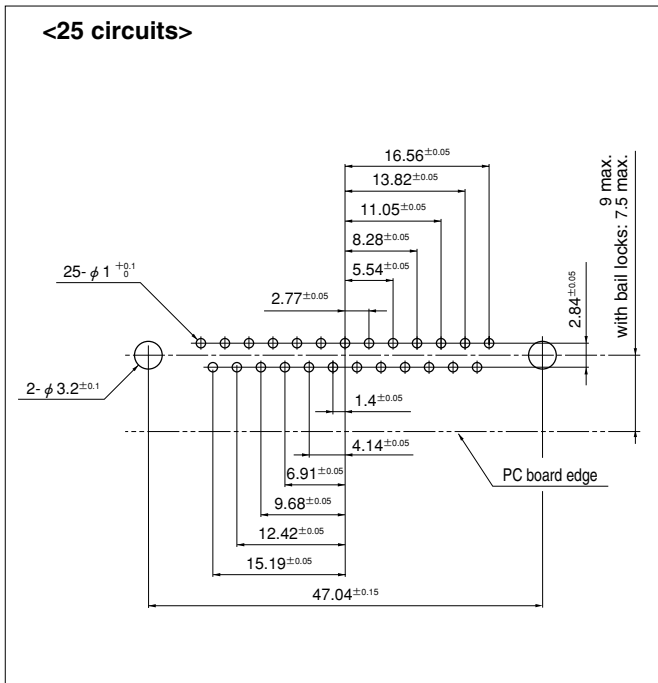 <25 circuits>
16.56±0.05
13.82±0.05
11.05±0.05
8.28±0.05
5.54±0.05
2.77±0.05
25- ϕ 1 +0.1 0
2- ϕ 3.2±0.1
2.84±0.05
9 max.
with bail locks: 7.5 max.
1.4±0.05
4.14±0.05
PC board edge
6.91±0.05
9.68±0.05
12.42±0.05
15.19±0.05
47.04±0.15